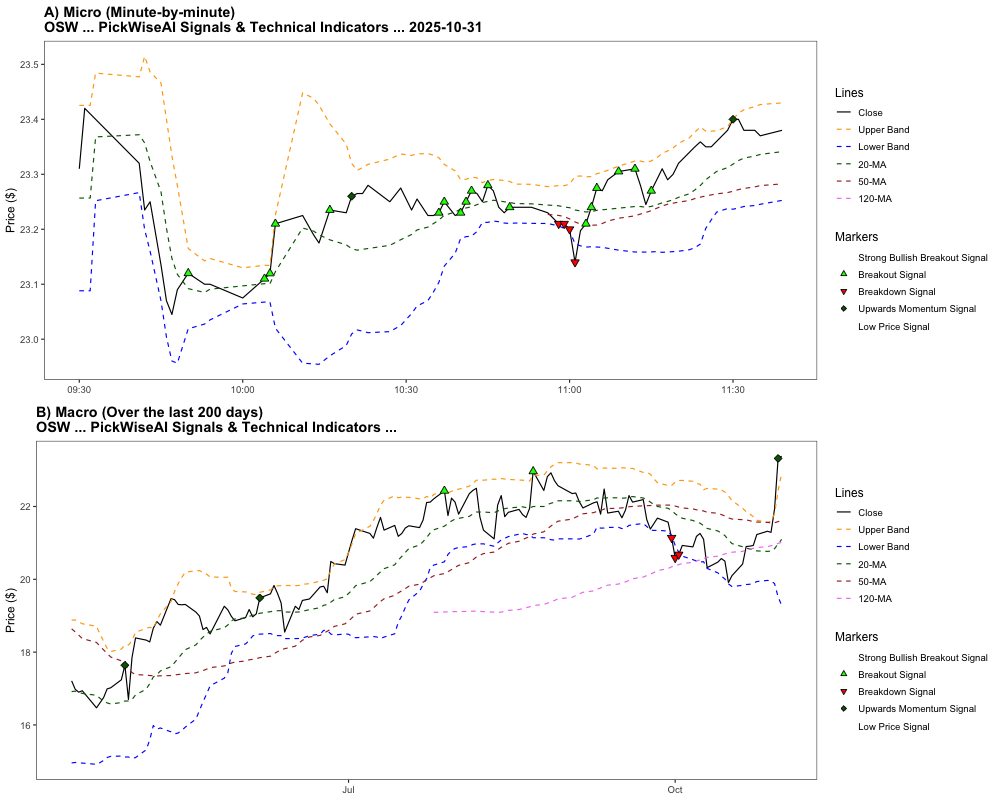 A) Micro (Minute-by-minute)
OSW ... PickWiseAI Signals & Technical Indicators ... 2025-10-31
23.5
23.4
23.3
23.2
23.1
23.0
Price ($)
09:30
10:00
10:30
11:00
11:30
Lines
Close
Upper Band
Lower Band
20-MA
50-MA
120-MA
Markers
Strong Bullish Breakout Signal
Breakout Signal
Breakdown Signal
Upwards Momentum Signal
Low Price Signal
B) Macro (Over the last 200 days)
OSW ... PickWiseAI Signals & Technical Indicators ...
22
20
18
16
Price ($)
Jul
Oct
Lines
Close
Upper Band
Lower Band
20-MA
50-MA
120-MA
Markers
Strong Bullish Breakout Signal
Breakout Signal
Breakdown Signal
Upwards Momentum Signal
Low Price Signal